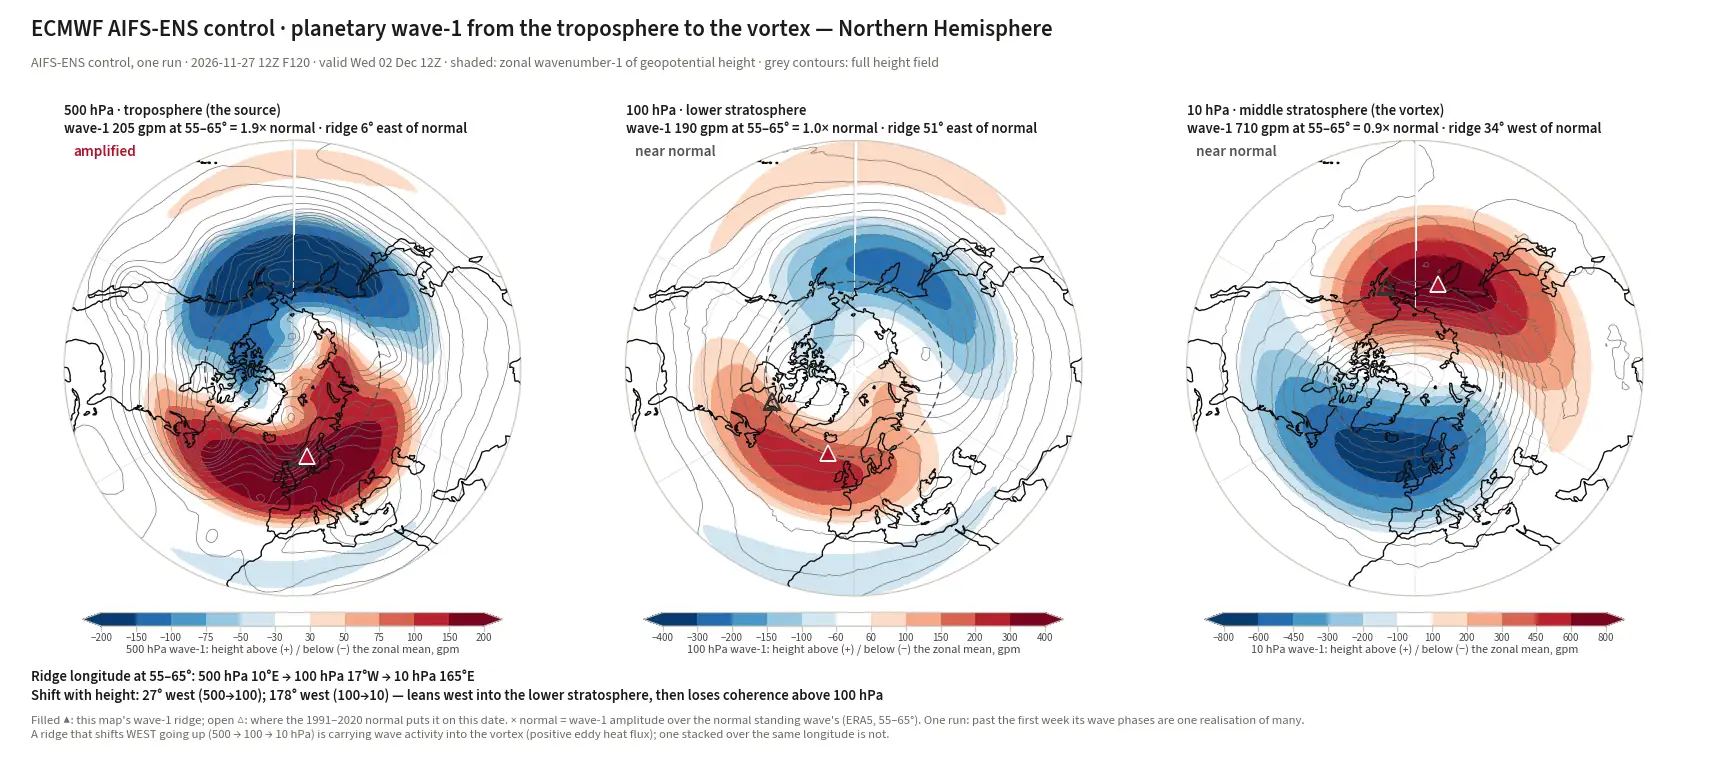 ECMWF AIFS-ENS control · planetary wave-1 from the troposphere to the vortex — Northern Hemisphere
AIFS-ENS control, one run · 2026-11-27 12Z F120 · valid Wed 02 Dec 12Z · shaded: zonal wavenumber-1 of geopotential height · grey contours: full height field
500 hPa · troposphere (the source)
wave-1 205 gpm at 55–65° = 1.9× normal · ridge 6° east of normal
amplified
100 hPa · lower stratosphere
wave-1 190 gpm at 55–65° = 1.0× normal · ridge 51° east of normal
near normal
10 hPa · middle stratosphere (the vortex)
wave-1 710 gpm at 55–65° = 0.9× normal · ridge 34° west of normal
near normal
−200 −150 −100 −75 −50 −30 30 50 75 100 150 200
500 hPa wave-1: height above (+) / below (−) the zonal mean, gpm
−400 −300 −200 −150 −100 −60 60 100 150 200 300 400
100 hPa wave-1: height above (+) / below (−) the zonal mean, gpm
−800 −600 −450 −300 −200 −100 100 200 300 450 600 800
10 hPa wave-1: height above (+) / below (−) the zonal mean, gpm
Ridge longitude at 55–65°: 500 hPa 10°E → 100 hPa 17°W → 10 hPa 165°E
Shift with height: 27° west (500→100); 178° west (100→10) — leans west into the lower stratosphere, then loses coherence above 100 hPa
Filled ▲: this map's wave-1 ridge; open △: where the 1991–2020 normal puts it on this date. × normal = wave-1 amplitude over the normal standing wave's (ERA5, 55–65°). One run: past the first week its wave phases are one realisation of many.
A ridge that shifts WEST going up (500 → 100 → 10 hPa) is carrying wave activity into the vortex (positive eddy heat flux); one stacked over the same longitude is not.